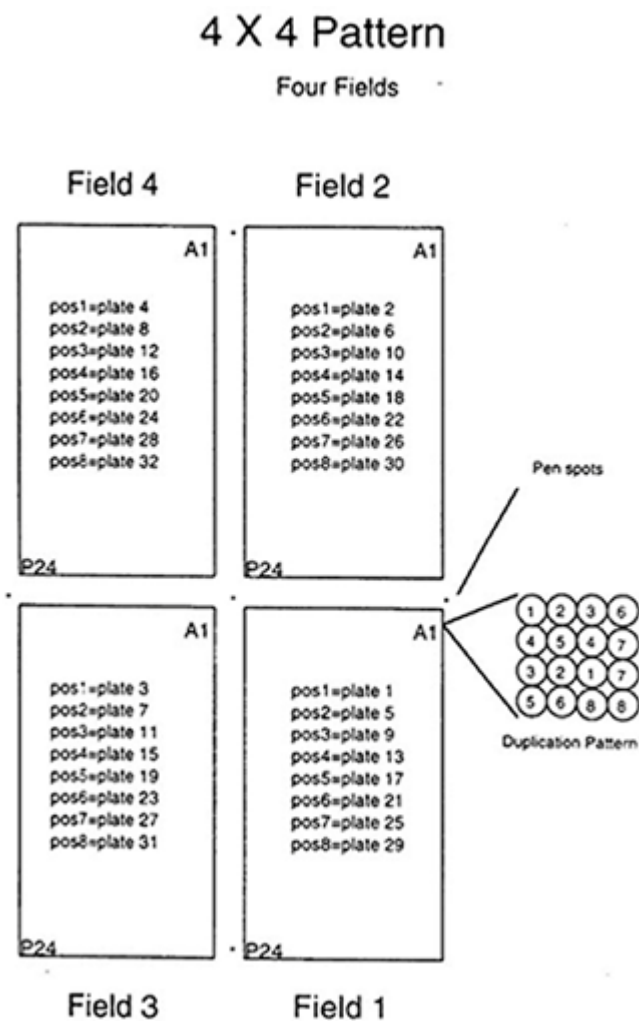 4 X 4 Pattern
Four Fields
Field 4
Field 2
A1
pos1=plate 4
pos2=plate 8
pos3=plate 12
pos4=plate 16
pos5=plate 20
pos6=plate 24
pos7=plate 28
pos8=plate 32
P24
A1
pos1=plate 2
pos2=plate 6
pos3=plate 10
pos4=plate 14
pos5=plate 18
pos6=plate 22
pos7=plate 26
pos8=plate 30
P24
Pen spots
A1
pos1=plate 3
pos2=plate 7
pos3=plate 11
pos4=plate 15
pos5=plate 19
pos6=plate 23
pos7=plate 27
pos8=plate 31
P24
A1
pos1=plate 1
pos2=plate 5
pos3=plate 9
pos4=plate 13
pos5=plate 17
pos6=plate 21
pos7=plate 25
pos8=plate 29
P24
1 2 3 6
4 5 4 7
3 2 1 7
5 6 8 8
Duplication Pattern
Field 3
Field 1